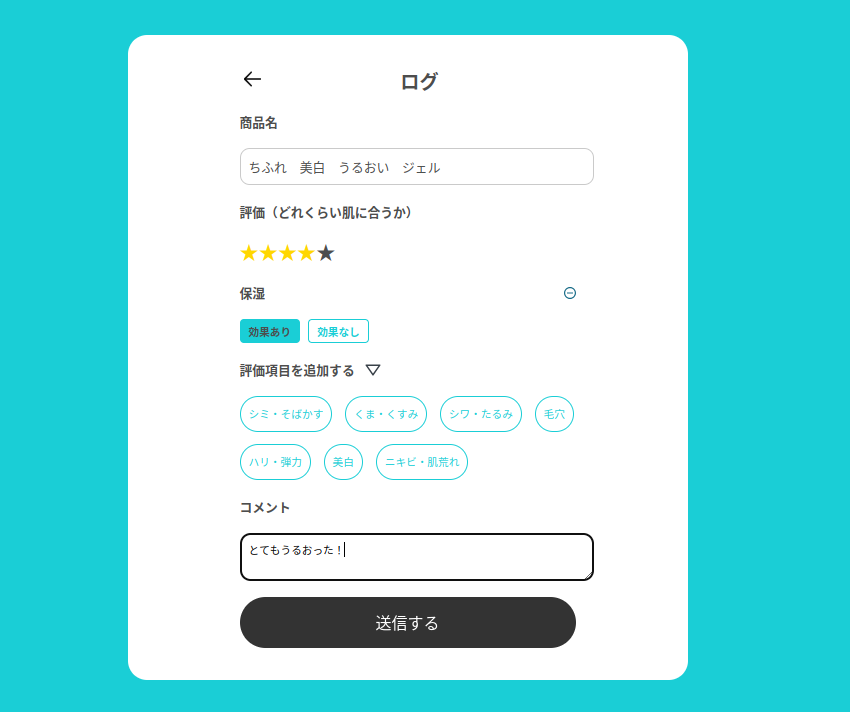 ログ
商品名
ちふれ　美白　うるおい　ジェル
評価（どれくらい肌に合うか）
★★★★★
保湿
効果あり 効果なし
評価項目を追加する
シミ・そばかす くま・くすみ シワ・たるみ 毛穴
ハリ・弾力 美白 ニキビ・肌荒れ
コメント
とてもうるおった！
送信する